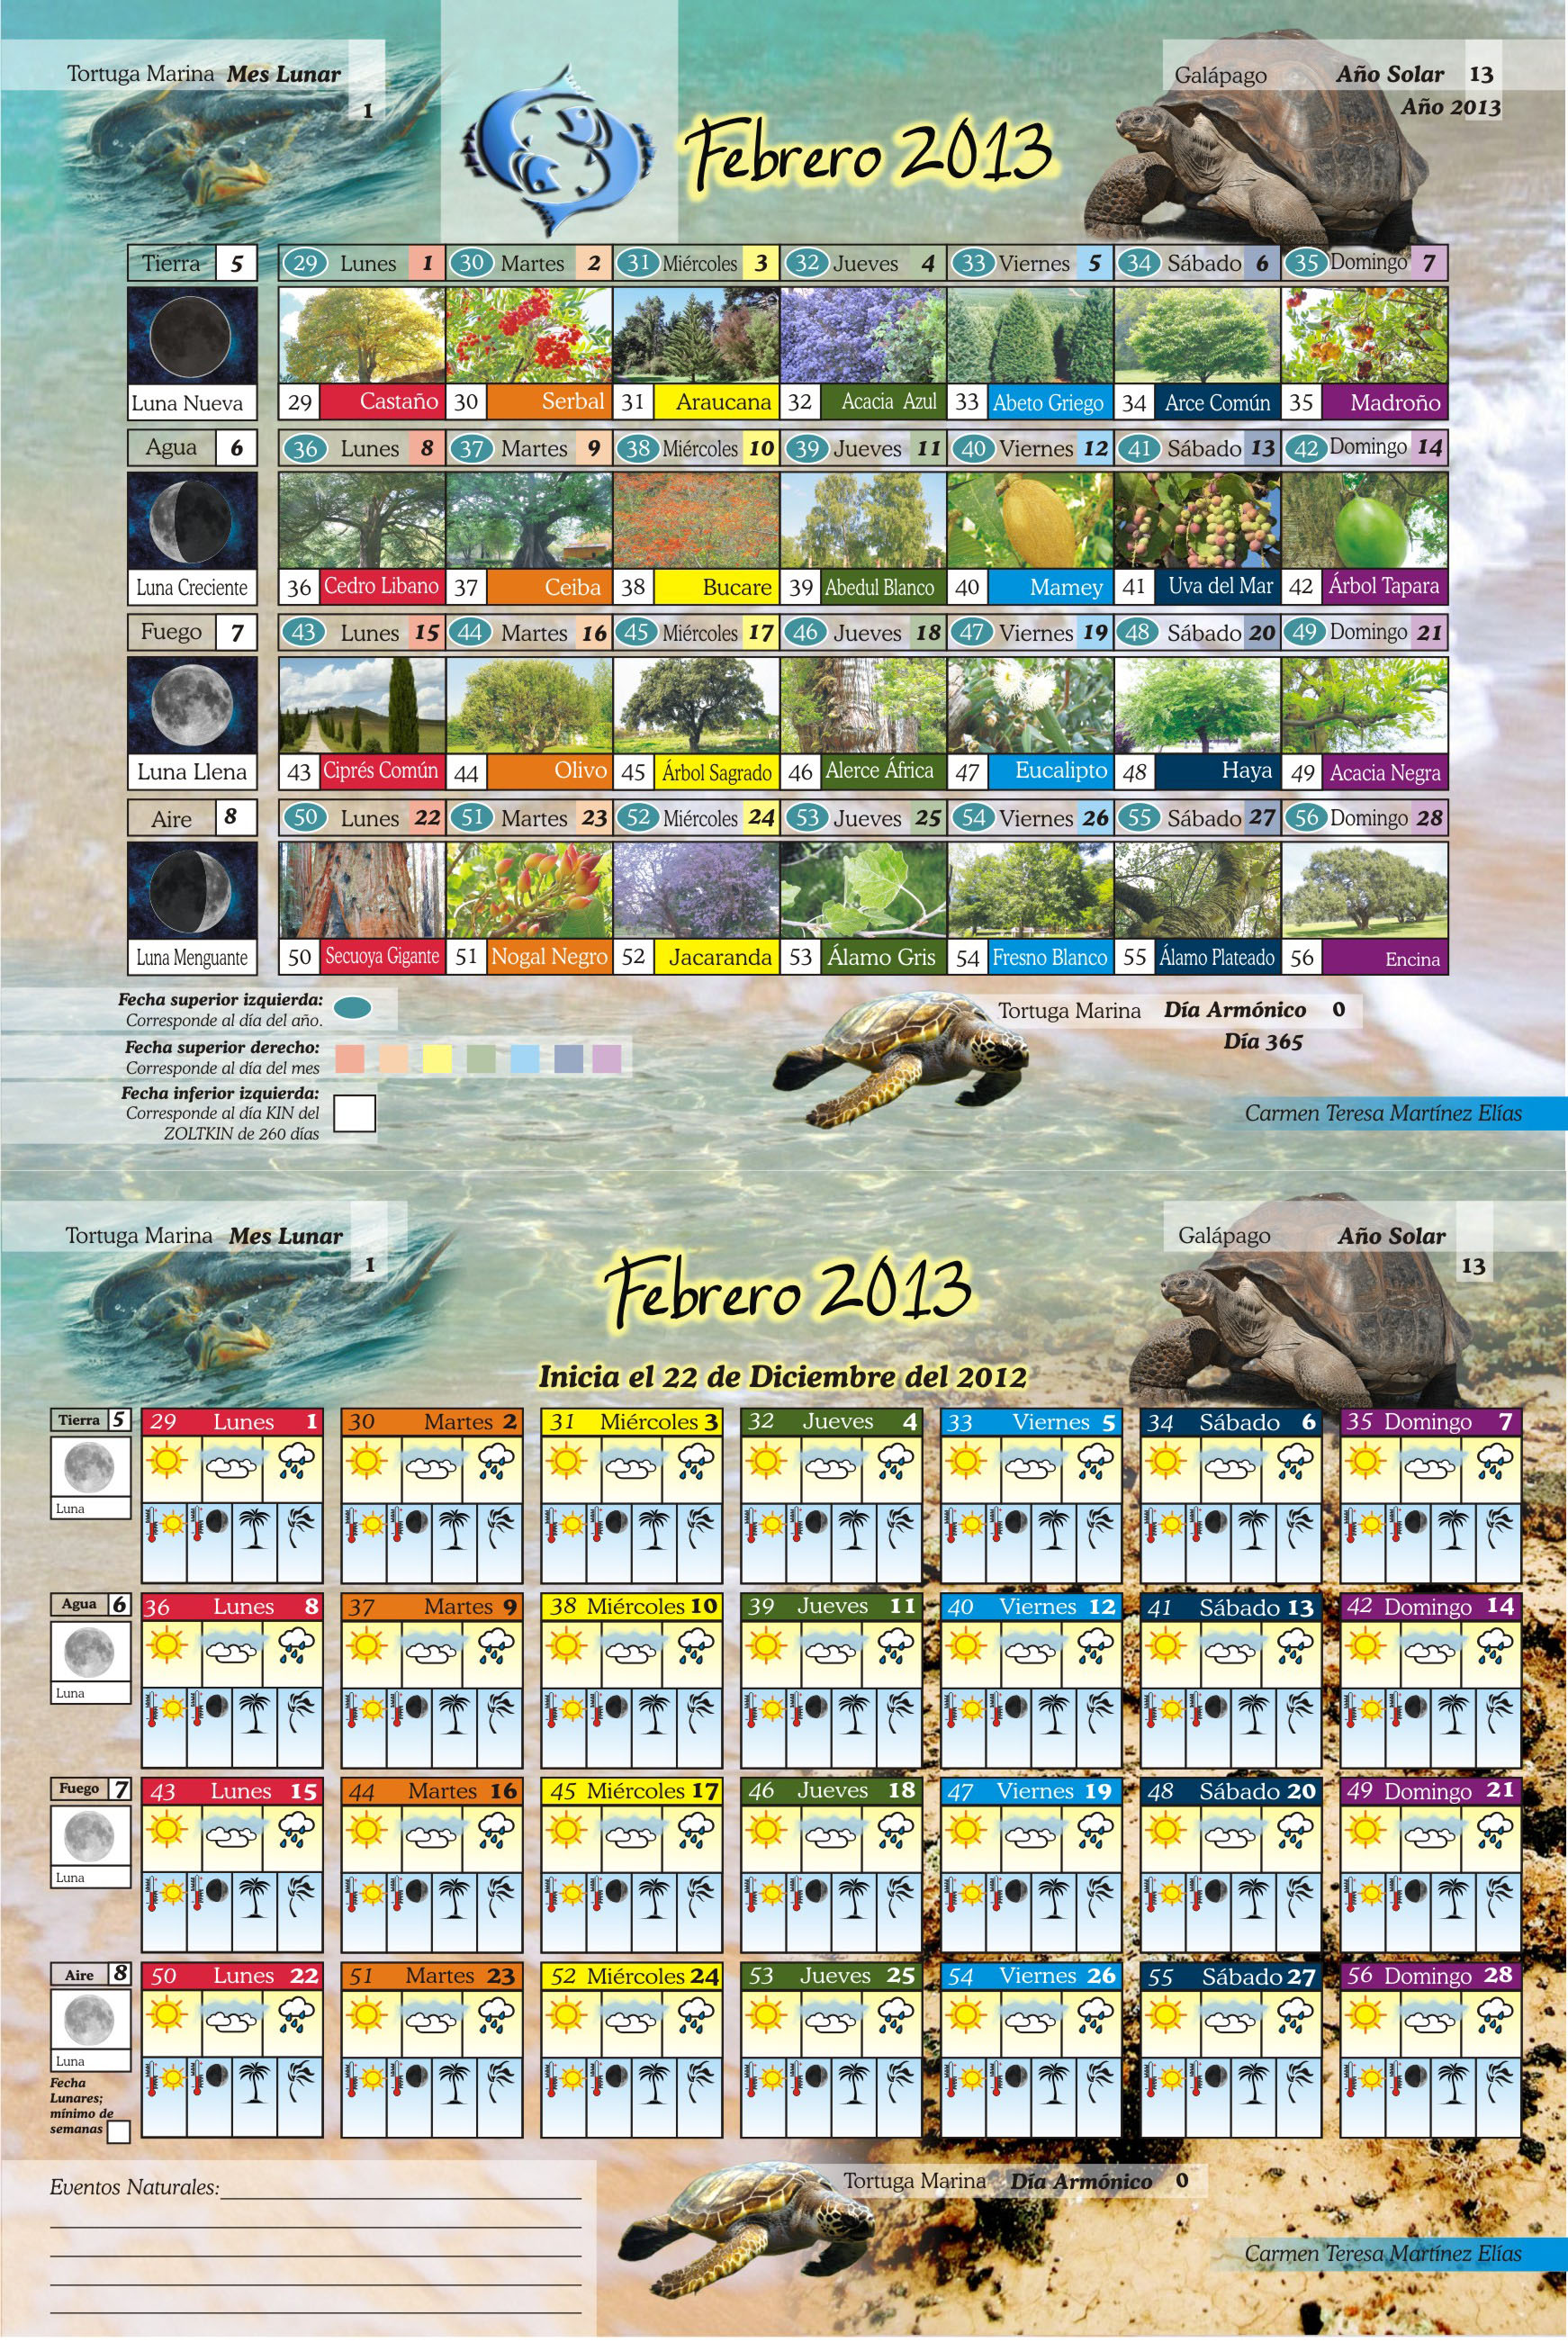 Tortuga Marina Mes Lunar
1
Galápago Año Solar 13
Año 2013
Febrero 2013
Tierra 5 29 Lunes 1 30 Martes 2 31 Miércoles 3 32 Jueves 4 33 Viernes 5 34 Sábado 6 35 Domingo 7
Luna Nueva 29 Castaño 30 Serbal 31 Araucana 32 Acacia Azul 33 Abeto Griego 34 Arce Común 35 Madroño
Agua 6 36 Lunes 8 37 Martes 9 38 Miércoles 10 39 Jueves 11 40 Viernes 12 41 Sábado 13 42 Domingo 14
Luna Creciente 36 Cedro Libano 37 Ceiba 38 Bucare 39 Abedul Blanco 40 Mamey 41 Uva del Mar 42 Árbol Tapara
Fuego 7 43 Lunes 15 44 Martes 16 45 Miércoles 17 46 Jueves 18 47 Viernes 19 48 Sábado 20 49 Domingo 21
Luna Llena 43 Ciprés Común 44 Olivo 45 Árbol Sagrado 46 Alerce África 47 Eucalipto 48 Haya 49 Acacia Negra
Aire 8 50 Lunes 22 51 Martes 23 52 Miércoles 24 53 Jueves 25 54 Viernes 26 55 Sábado 27 56 Domingo 28
Luna Menguante 50 Secuoya Gigante 51 Nogal Negro 52 Jacaranda 53 Álamo Gris 54 Fresno Blanco 55 Álamo Plateado 56 Encina
Fecha superior izquierda:
Corresponde al día del año.
Fecha superior derecho:
Corresponde al día del mes
Fecha inferior izquierda:
Corresponde al día KIN del
ZOLTKIN de 260 días
Tortuga Marina Día Armónico 0
Día 365
Carmen Teresa Martínez Elías
Tortuga Marina Mes Lunar
1
Galápago Año Solar
13
Febrero 2013
Inicia el 22 de Diciembre del 2012
Tierra 5 29 Lunes 1 30 Martes 2 31 Miércoles 3 32 Jueves 4 33 Viernes 5 34 Sábado 6 35 Domingo 7
Luna
Agua 6 36 Lunes 8 37 Martes 9 38 Miércoles 10 39 Jueves 11 40 Viernes 12 41 Sábado 13 42 Domingo 14
Luna
Fuego 7 43 Lunes 15 44 Martes 16 45 Miércoles 17 46 Jueves 18 47 Viernes 19 48 Sábado 20 49 Domingo 21
Luna
Aire 8 50 Lunes 22 51 Martes 23 52 Miércoles 24 53 Jueves 25 54 Viernes 26 55 Sábado 27 56 Domingo 28
Luna
Fecha
Lunares;
mínimo de
semanas
Eventos Naturales:
Tortuga Marina Día Armónico 0
Carmen Teresa Martínez Elías